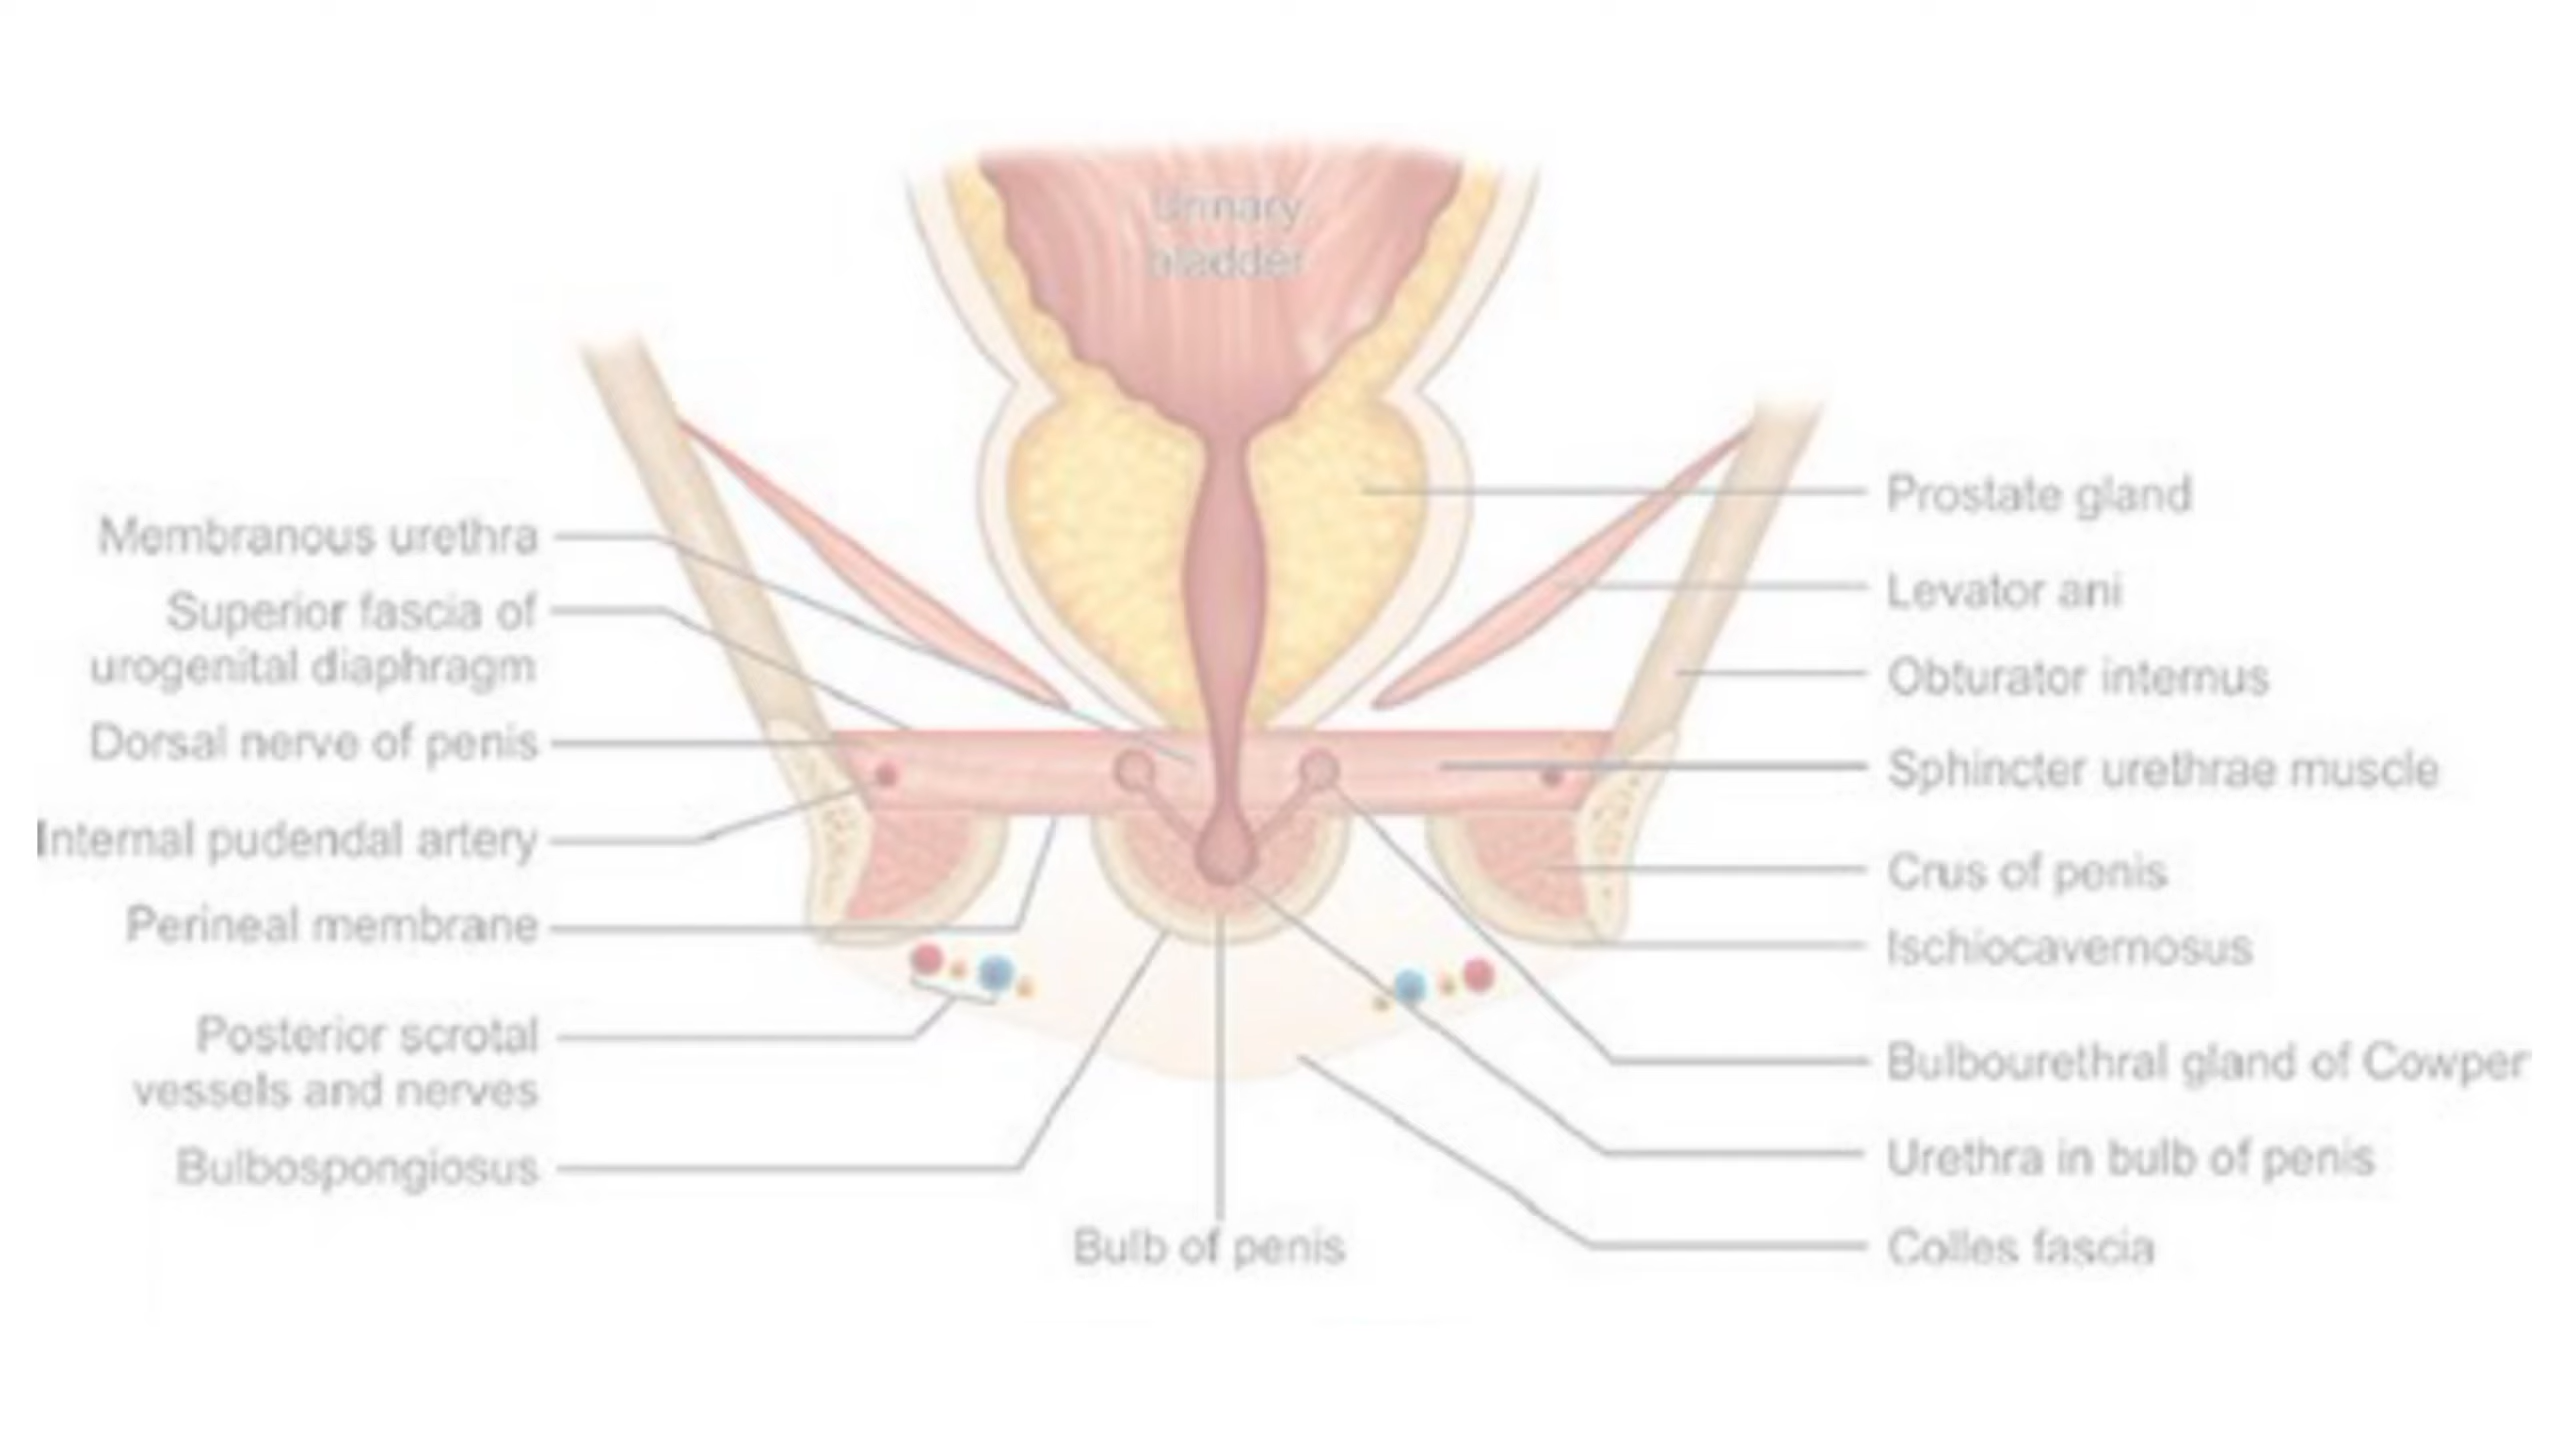 Urinary
bladder
Membranous urethra
Superior fascia of
urogenital diaphragm
Dorsal nerve of penis
Internal pudendal artery
Perineal membrane
Posterior scrotal
vessels and nerves
Bulbospongiosus
Bulb of penis
Prostate gland
Levator ani
Obturator internus
Sphincter urethrae muscle
Crus of penis
Ischiocavernosus
Bulbourethral gland of Cowper
Urethra in bulb of penis
Colles fascia